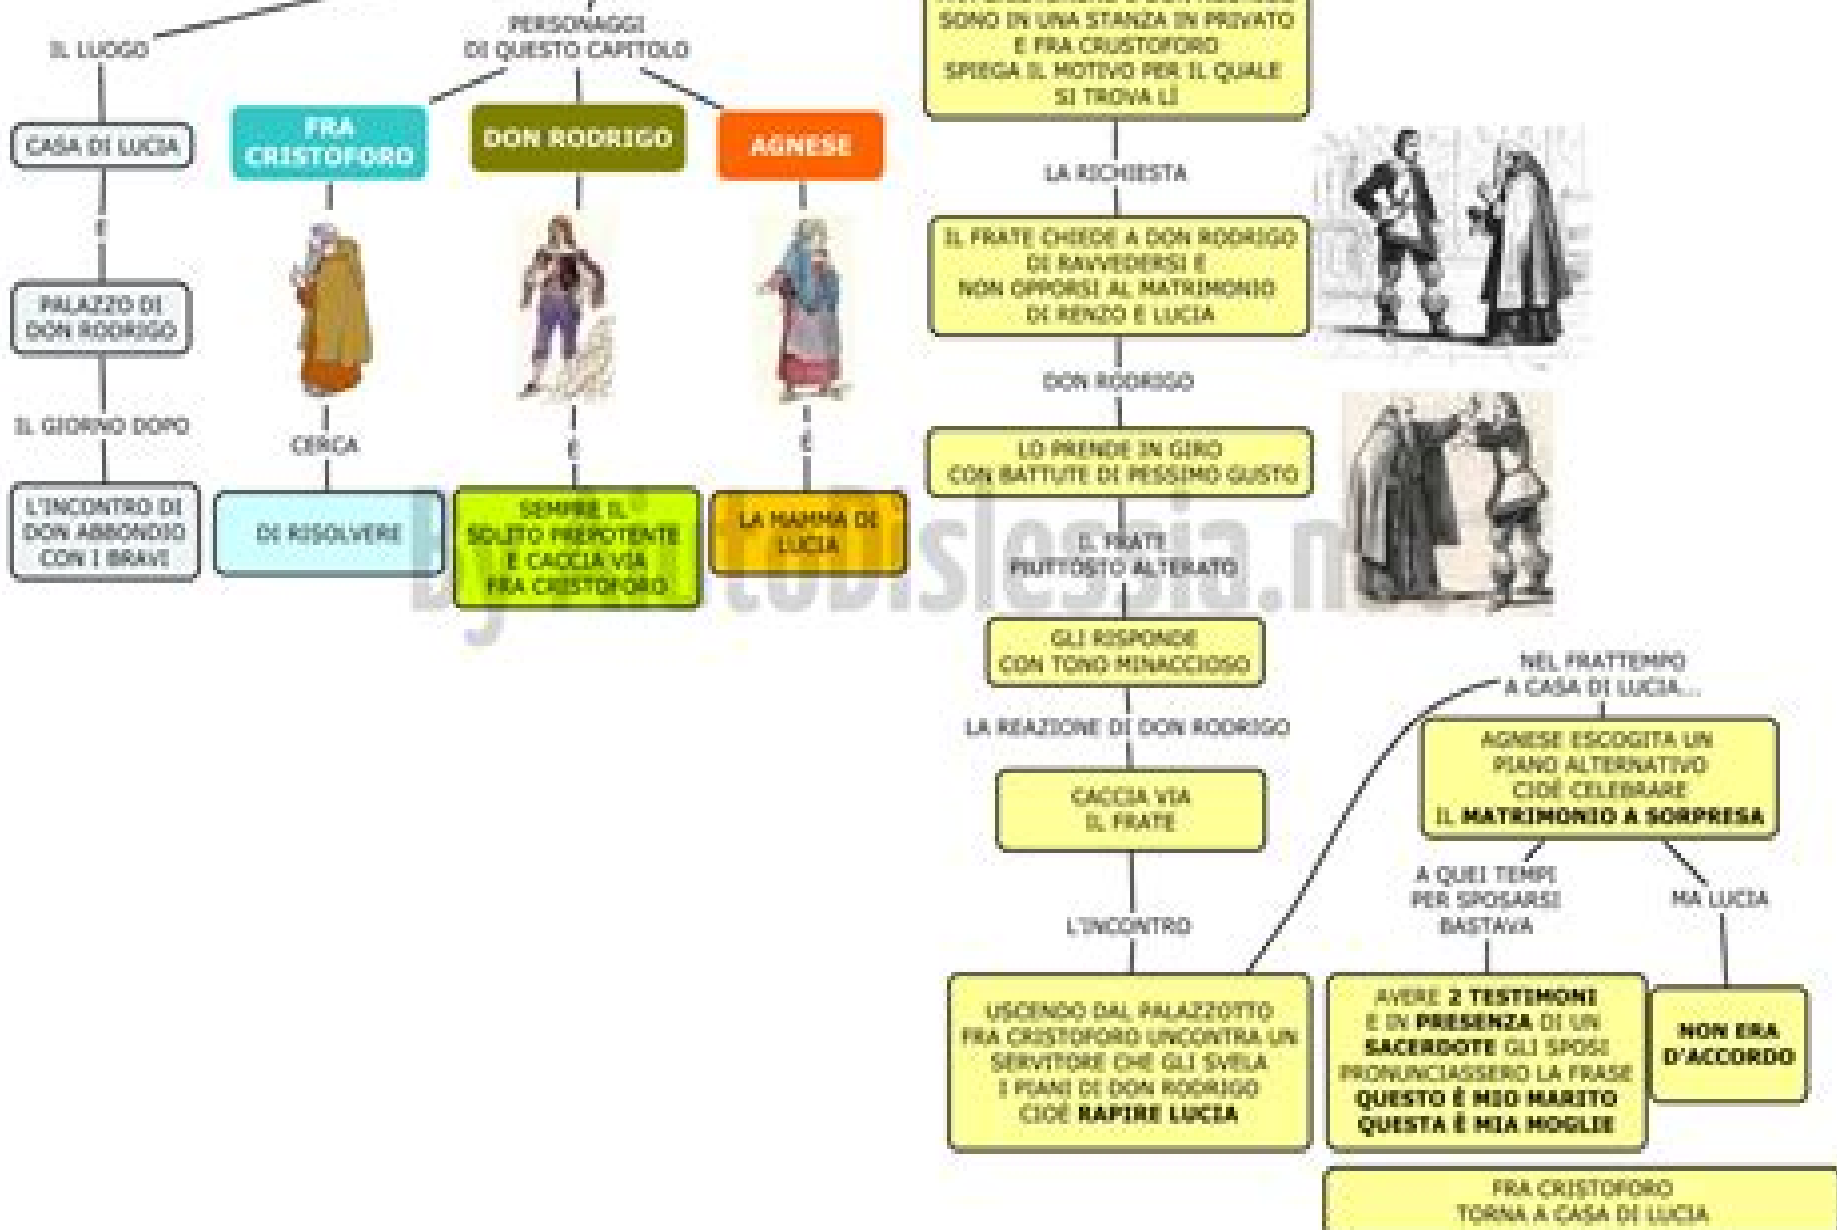 IL LUOGO
CASA DI LUCIA
E
PALAZZO DI
DON RODRIGO
IL GIORNO DOPO
L'INCONTRO DI
DON ABBONDIO
CON I BRAVI
PERSONAGGI
DI QUESTO CAPITOLO
FRA
CRISTOFORO
CERCA
DI RISOLVERE
DON RODRIGO
È
SEMPRE IL
SOLITO PREPOTENTE
E CACCIA VIA
FRA CRISTOFORO
AGNESE
È
LA MAMMA DI
LUCIA
SONO IN UNA STANZA IN PRIVATO
E FRA CRUSTOFORO
SPIEGA IL MOTIVO PER IL QUALE
SI TROVA LÌ
LA RICHIESTA
IL FRATE CHIEDE A DON RODRIGO
DI RAVVEDERSI E
NON OPPORSI AL MATRIMONIO
DI RENZO E LUCIA
DON RODRIGO
LO PRENDE IN GIRO
CON BATTUTE DI PESSIMO GUSTO
IL FRATE
PIUTTOSTO ALTERATO
GLI RISPONDE
CON TONO MINACCIOSO
LA REAZIONE DI DON RODRIGO
CACCIA VIA
IL FRATE
L'INCONTRO
USCENDO DAL PALAZZOTTO
FRA CRISTOFORO UNCONTRA UN
SERVITORE CHE GLI SVELA
I PIANI DI DON RODRIGO
CIOÈ RAPIRE LUCIA
NEL FRATTEMPO
A CASA DI LUCIA...
AGNESE ESCOGITA UN
PIANO ALTERNATIVO
CIOÈ CELEBRARE
IL MATRIMONIO A SORPRESA
A QUEI TEMPI
PER SPOSARSI
BASTAVA
AVERE 2 TESTIMONI
E IN PRESENZA DI UN
SACERDOTE GLI SPOSI
PRONUNCIASSERO LA FRASE
QUESTO È MIO MARITO
QUESTA È MIA MOGLIE
MA LUCIA
NON ERA
D'ACCORDO
FRA CRISTOFORO
TORNA A CASA DI LUCIA